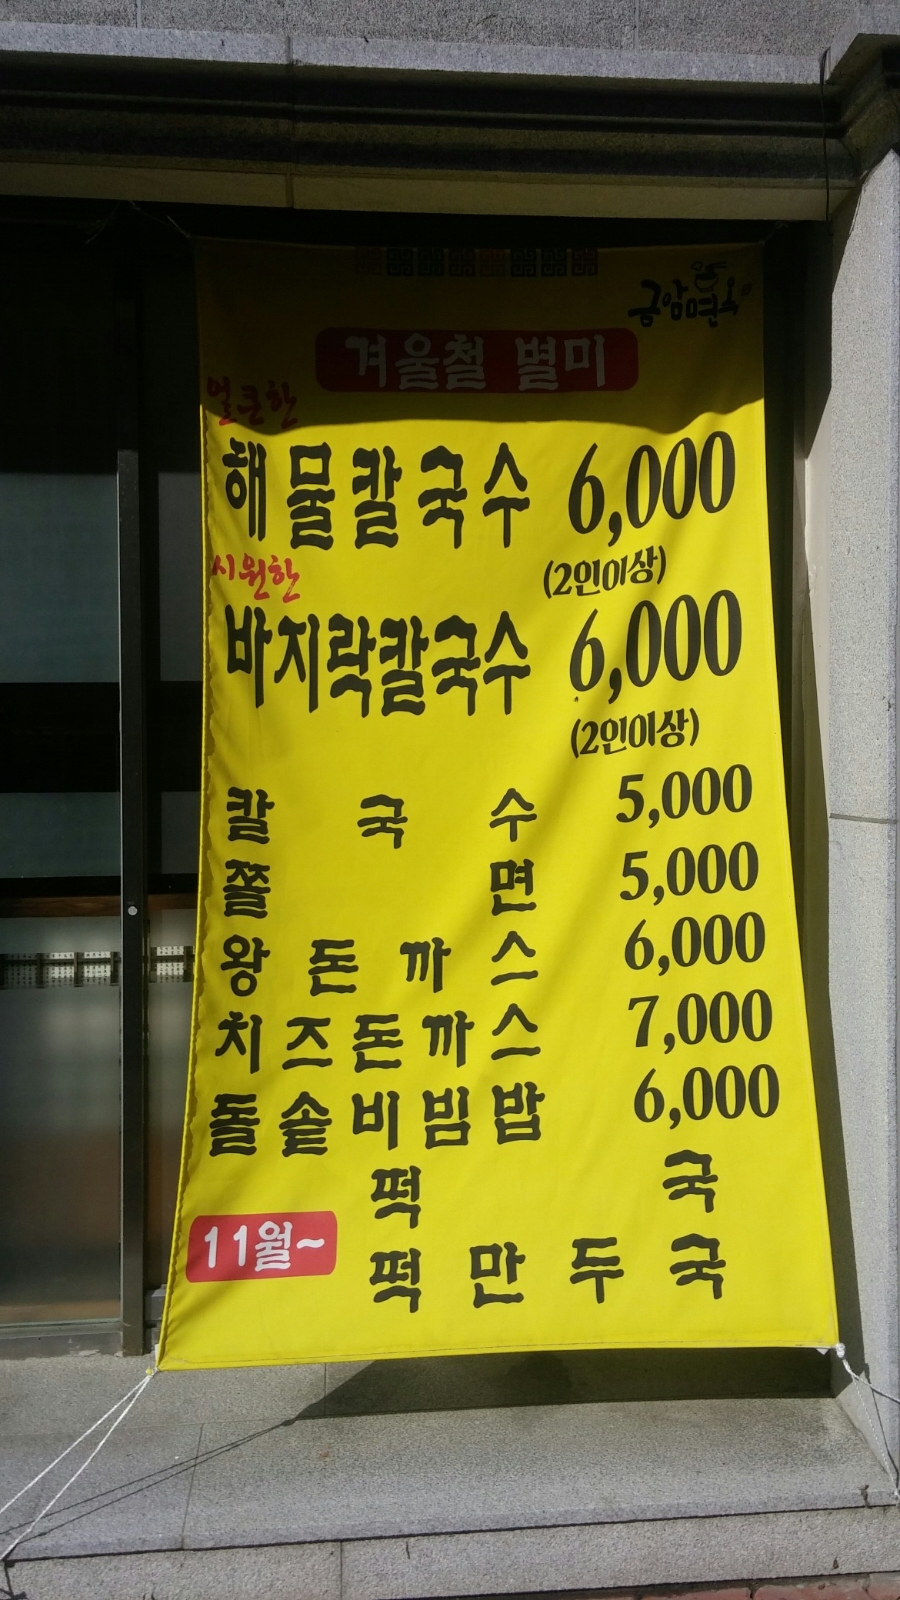 금암면옥
겨울철 별미
얼큰한
해물칼국수 6,000
(2인이상)
시원한
바지락칼국수 6,000
(2인이상)
칼국수 5,000
쫄면 5,000
왕돈까스 6,000
치즈돈까스 7,000
돌솥비빔밥 6,000
11월~
떡국
떡만두국